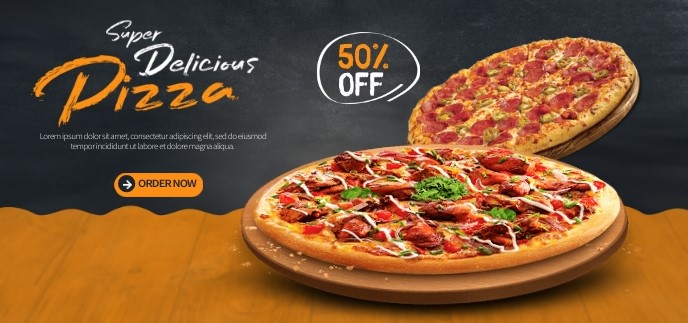 Super
Delicious
Pizza
Lorem ipsum dolor sit amet, consectetur adipiscing elit, sed do eiusmod
tempor incididunt ut labore et dolore magna aliqua.
ORDER NOW
50%
OFF